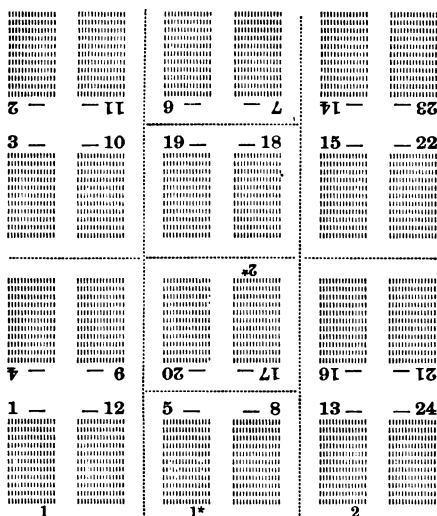 2 — — 11 6 — — 7 14 — — 23
3 — — 10 19 — — 18 15 — — 22
2*
4 — — 9 20 — — 17 16 — — 21
1 — — 12 5 — — 8 13 — — 24
1 1* 2